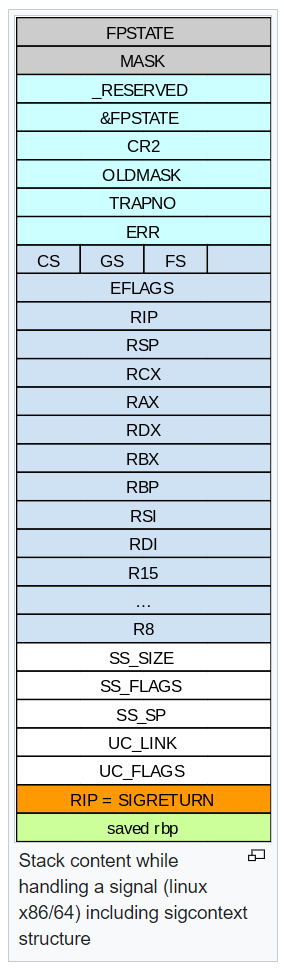 FPSTATE
MASK
_RESERVED
&FPSTATE
CR2
OLDMASK
TRAPNO
ERR
CS GS FS
EFLAGS
RIP
RSP
RCX
RAX
RDX
RBX
RBP
RSI
RDI
R15
...
R8
SS_SIZE
SS_FLAGS
SS_SP
UC_LINK
UC_FLAGS
RIP = SIGRETURN
saved rbp
Stack content while
handling a signal (linux
x86/64) including sigcontext
structure